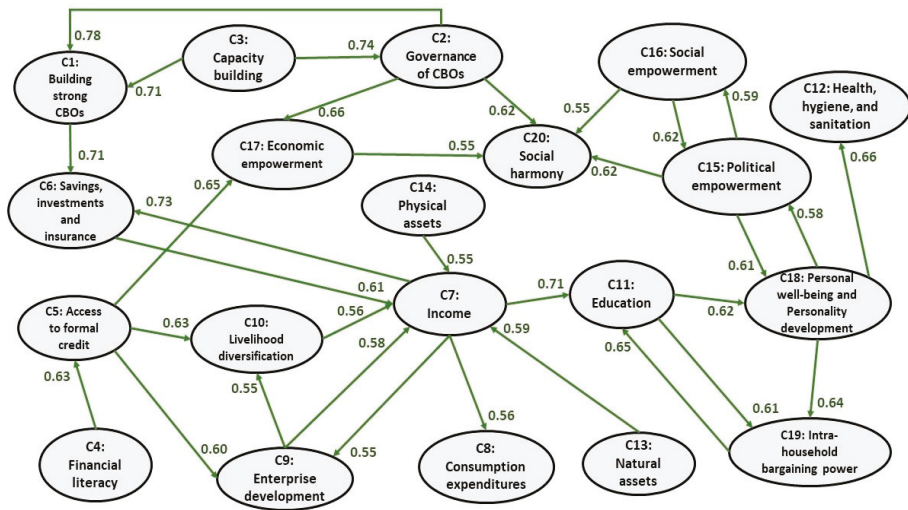 0.78
C3:
Capacity
building
0.74
C2:
Governance
of CBOs
C1:
Building
strong
CBOs
0.71
C16: Social
empowerment
C12: Health,
hygiene, and
sanitation
0.59
0.66
0.62
0.55
0.62
0.66
C17: Economic
empowerment
0.55
C20:
Social
harmony
0.62
C15: Political
empowerment
0.71
C6: Savings,
investments
and
insurance
0.73
0.65
C14:
Physical
assets
0.58
0.55
0.61
0.61
C7:
Income
0.71
C11:
Education
0.62
C18: Personal
well-being and
Personality
development
C5: Access
to formal
credit
0.63
C10:
Livelihood
diversification
0.56
0.58
0.59
0.65
0.63
0.55
0.64
0.61
0.60
0.55
0.56
C4:
Financial
literacy
C9:
Enterprise
development
C8:
Consumption
expenditures
C13:
Natural
assets
C19: Intra-
household
bargaining power